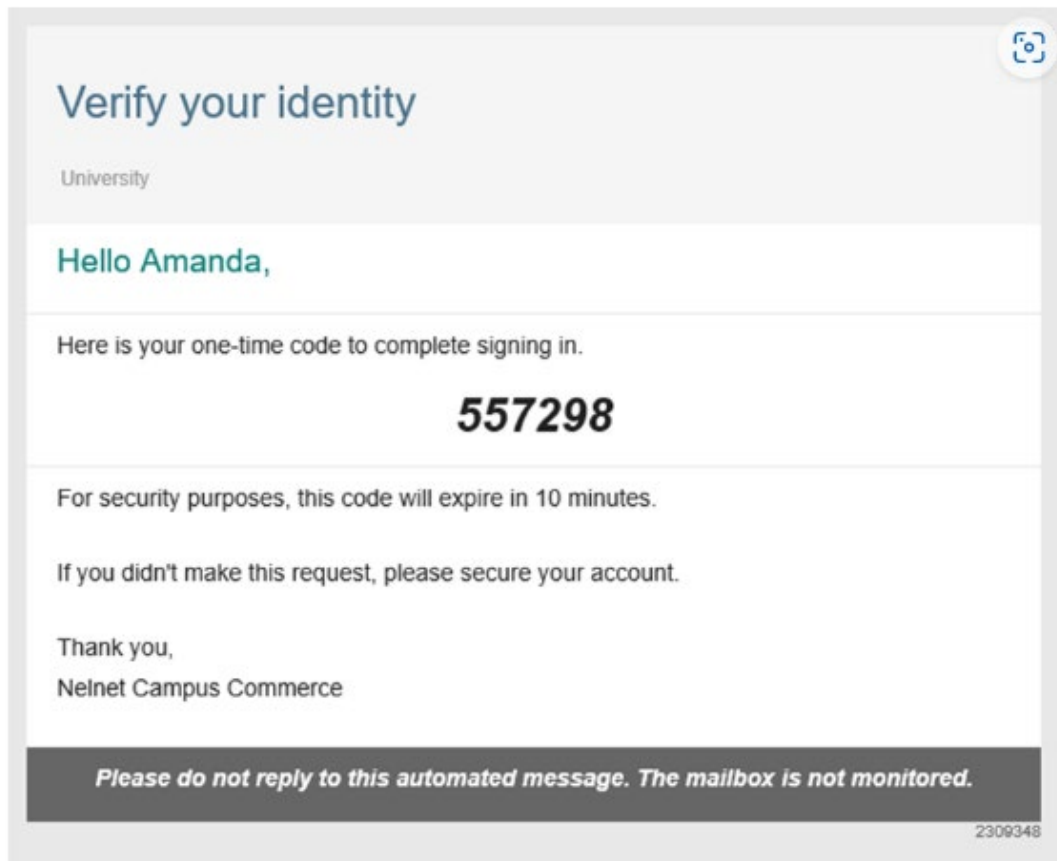 Verify your identity
University
Hello Amanda,
Here is your one-time code to complete signing in.
557298
For security purposes, this code will expire in 10 minutes.
If you didn't make this request, please secure your account.
Thank you,
Nelnet Campus Commerce
Please do not reply to this automated message. The mailbox is not monitored.
2309348